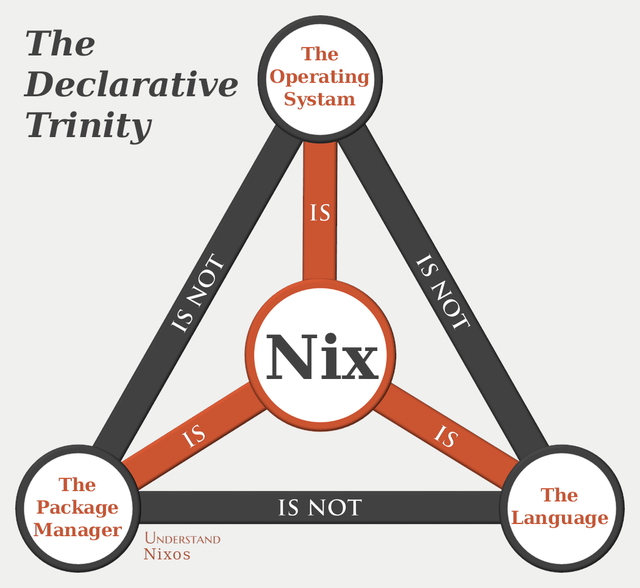 The
Declarative
Trinity
The
Operating
Systam
IS
IS NOT
IS NOT
Nix
IS
IS
The
Package
Manager
IS NOT
The
Language
Understand
Nixos